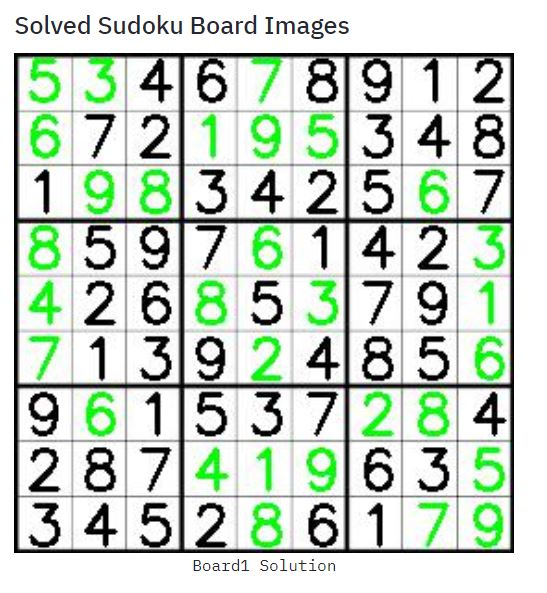 Solved Sudoku Board Images
5 3 4 6 7 8 9 1 2
6 7 2 1 9 5 3 4 8
1 9 8 3 4 2 5 6 7
8 5 9 7 6 1 4 2 3
4 2 6 8 5 3 7 9 1
7 1 3 9 2 4 8 5 6
9 6 1 5 3 7 2 8 4
2 8 7 4 1 9 6 3 5
3 4 5 2 8 6 1 7 9
Board1 Solution